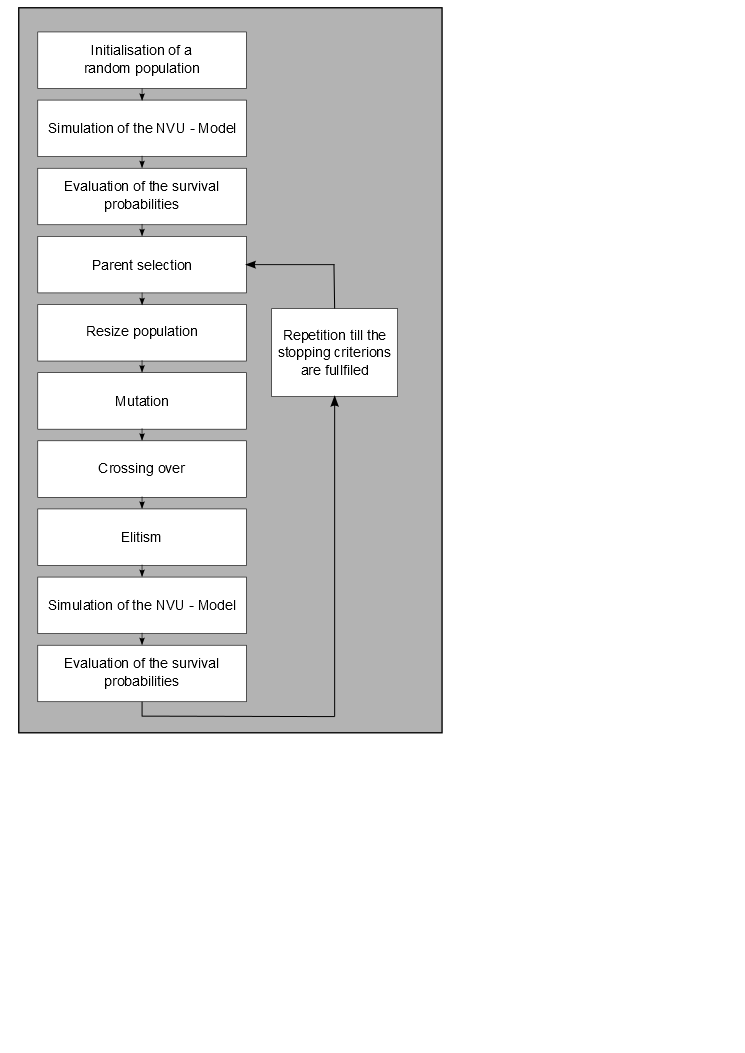 Initialisation of a
random population
Simulation of the NVU - Model
Evaluation of the survival
probabilities
Parent selection
Resize population
Repetition till the
stopping criterions
are fullfiled
Mutation
Crossing over
Elitism
Simulation of the NVU - Model
Evaluation of the survival
probabilities